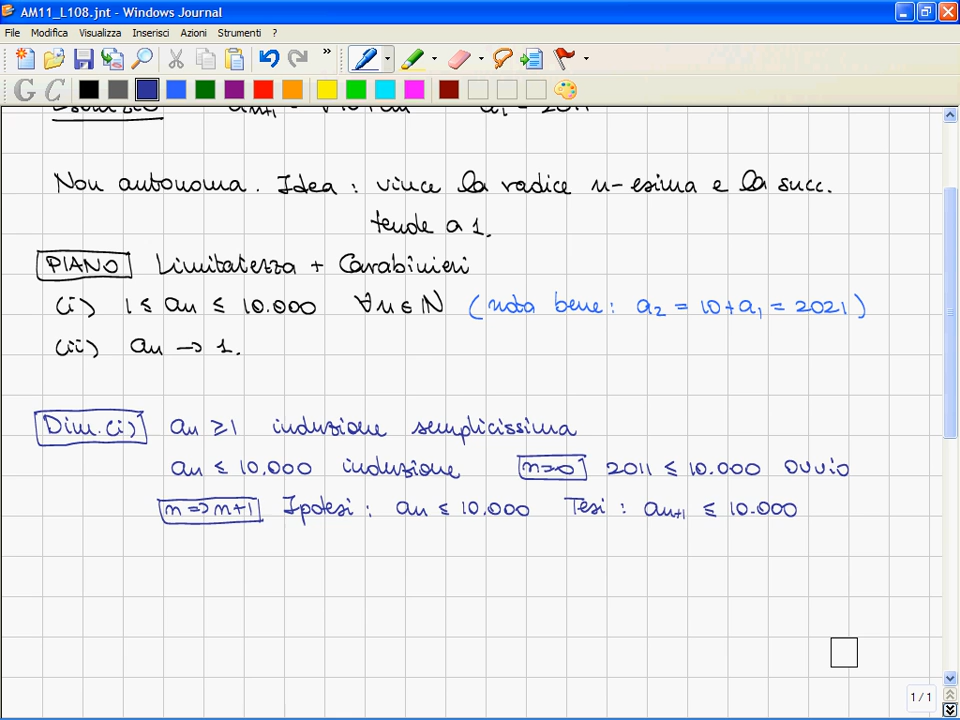 AM11_L108.jnt - Windows Journal
File Modifica Visualizza Inserisci Azioni Strumenti ?
Non autonoma. Idea : vince la radice n-esima e la succ.
tende a 1.
PIANO Limitatezza + Carabinieri
(i) 1 ≤ an ≤ 10.000 ∀n∈ℕ (nota bene: a2 = 10+a1 = 2021)
(ii) an → 1.
Dim.(i) an ≥ 1 induzione semplicissima
an ≤ 10.000 induzione n=0 2011 ≤ 10.000 ovvio
n ⇒ n+1 Ipotesi : an ≤ 10.000 Tesi : an+1 ≤ 10.000
1 / 1